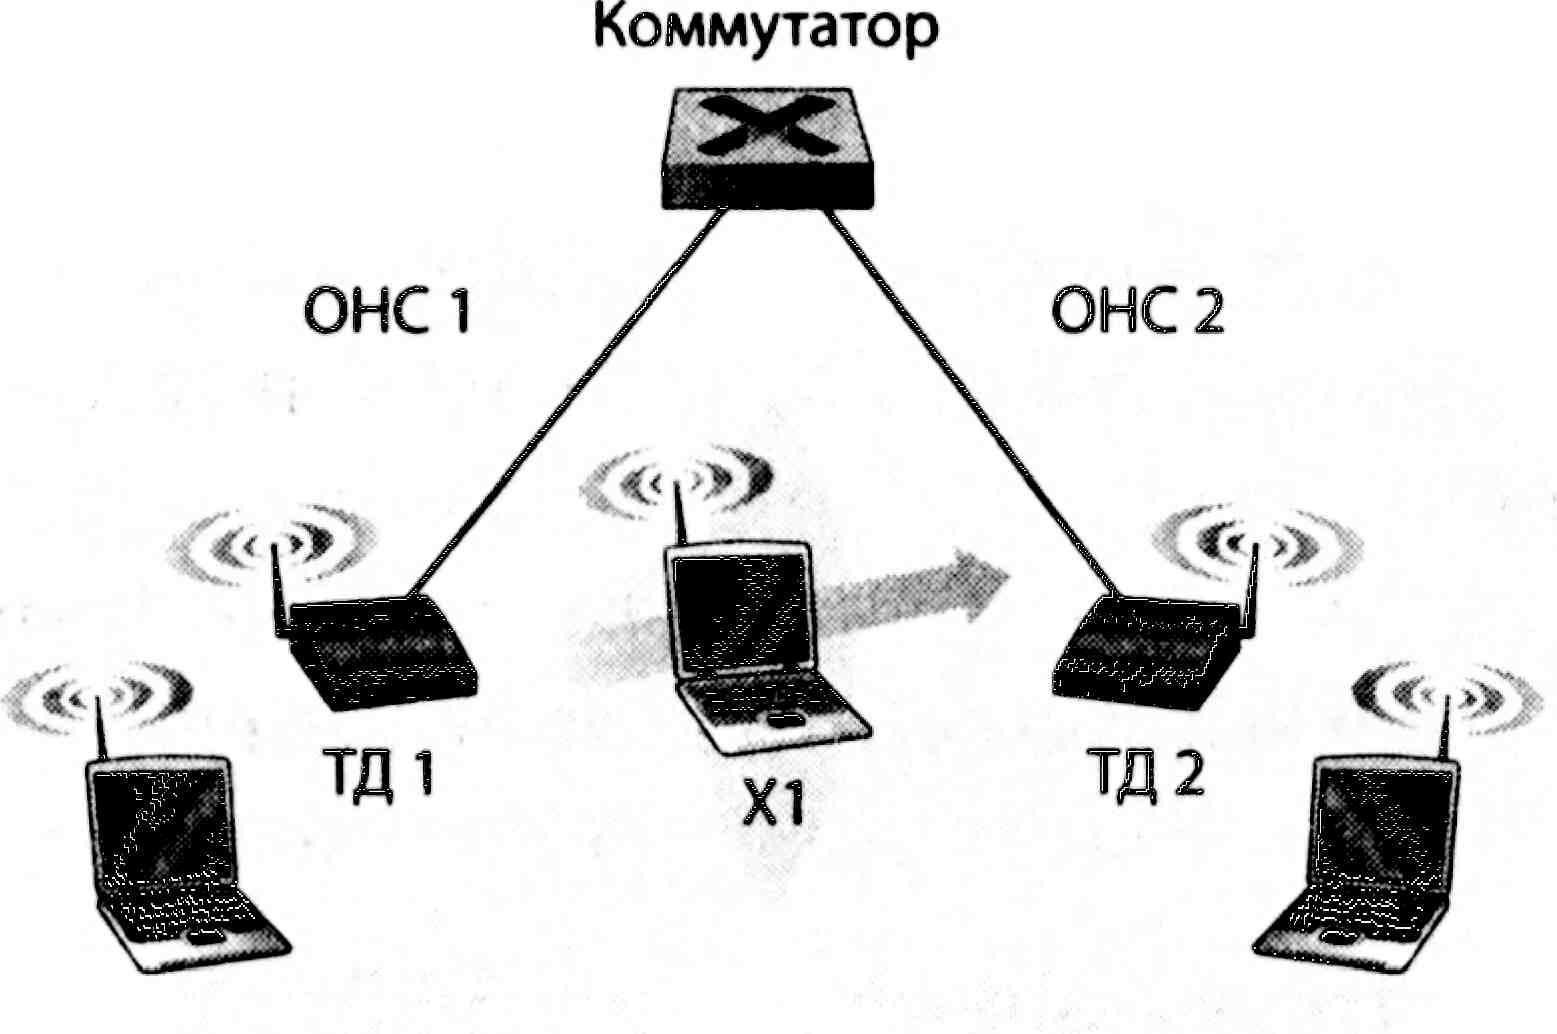 Коммутатор
ОНС 1
ОНС 2
ТД 1
Х1
ТД 2